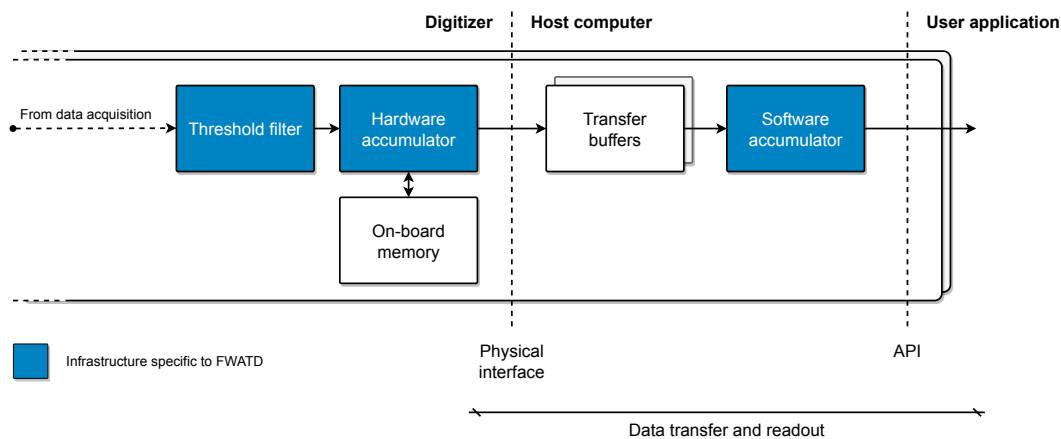 Digitizer
Host computer
User application
From data acquisition
Threshold filter
Hardware
accumulator
Transfer
buffers
Software
accumulator
On-board
memory
Infrastructure specific to FWATD
Physical
interface
API
Data transfer and readout